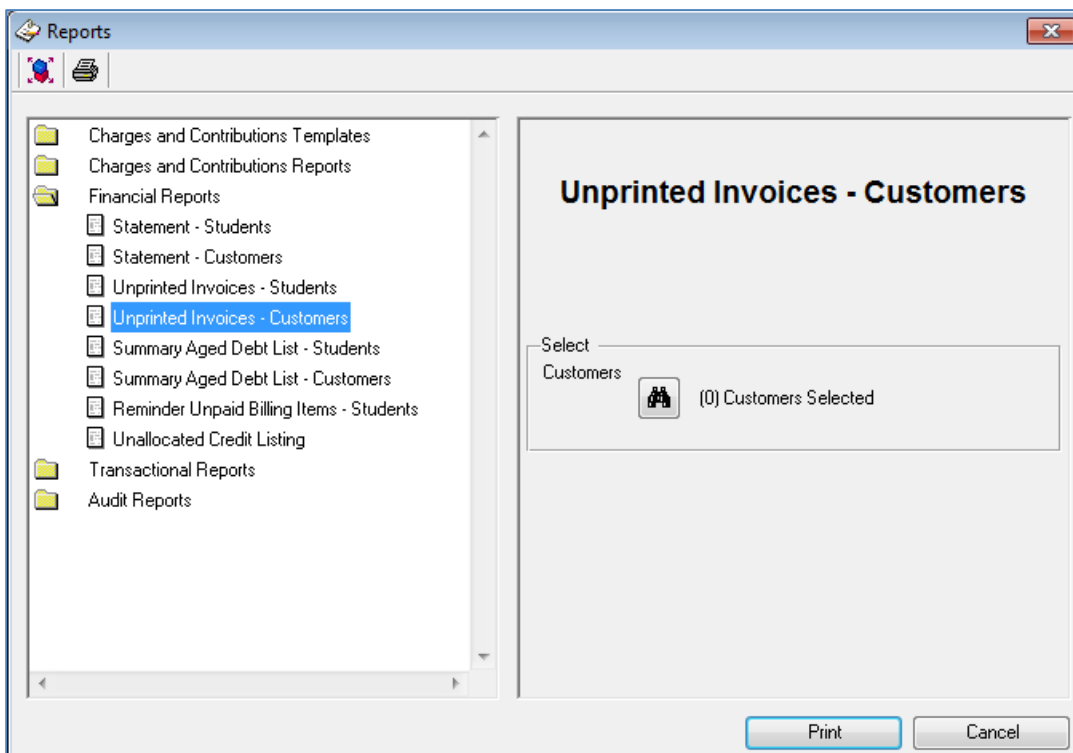 Reports
Charges and Contributions Templates
Charges and Contributions Reports
Financial Reports
Statement - Students
Statement - Customers
Unprinted Invoices - Students
Unprinted Invoices - Customers
Summary Aged Debt List - Students
Summary Aged Debt List - Customers
Reminder Unpaid Billing Items - Students
Unallocated Credit Listing
Transactional Reports
Audit Reports
Unprinted Invoices - Customers
Select
Customers
(0) Customers Selected
Print
Cancel